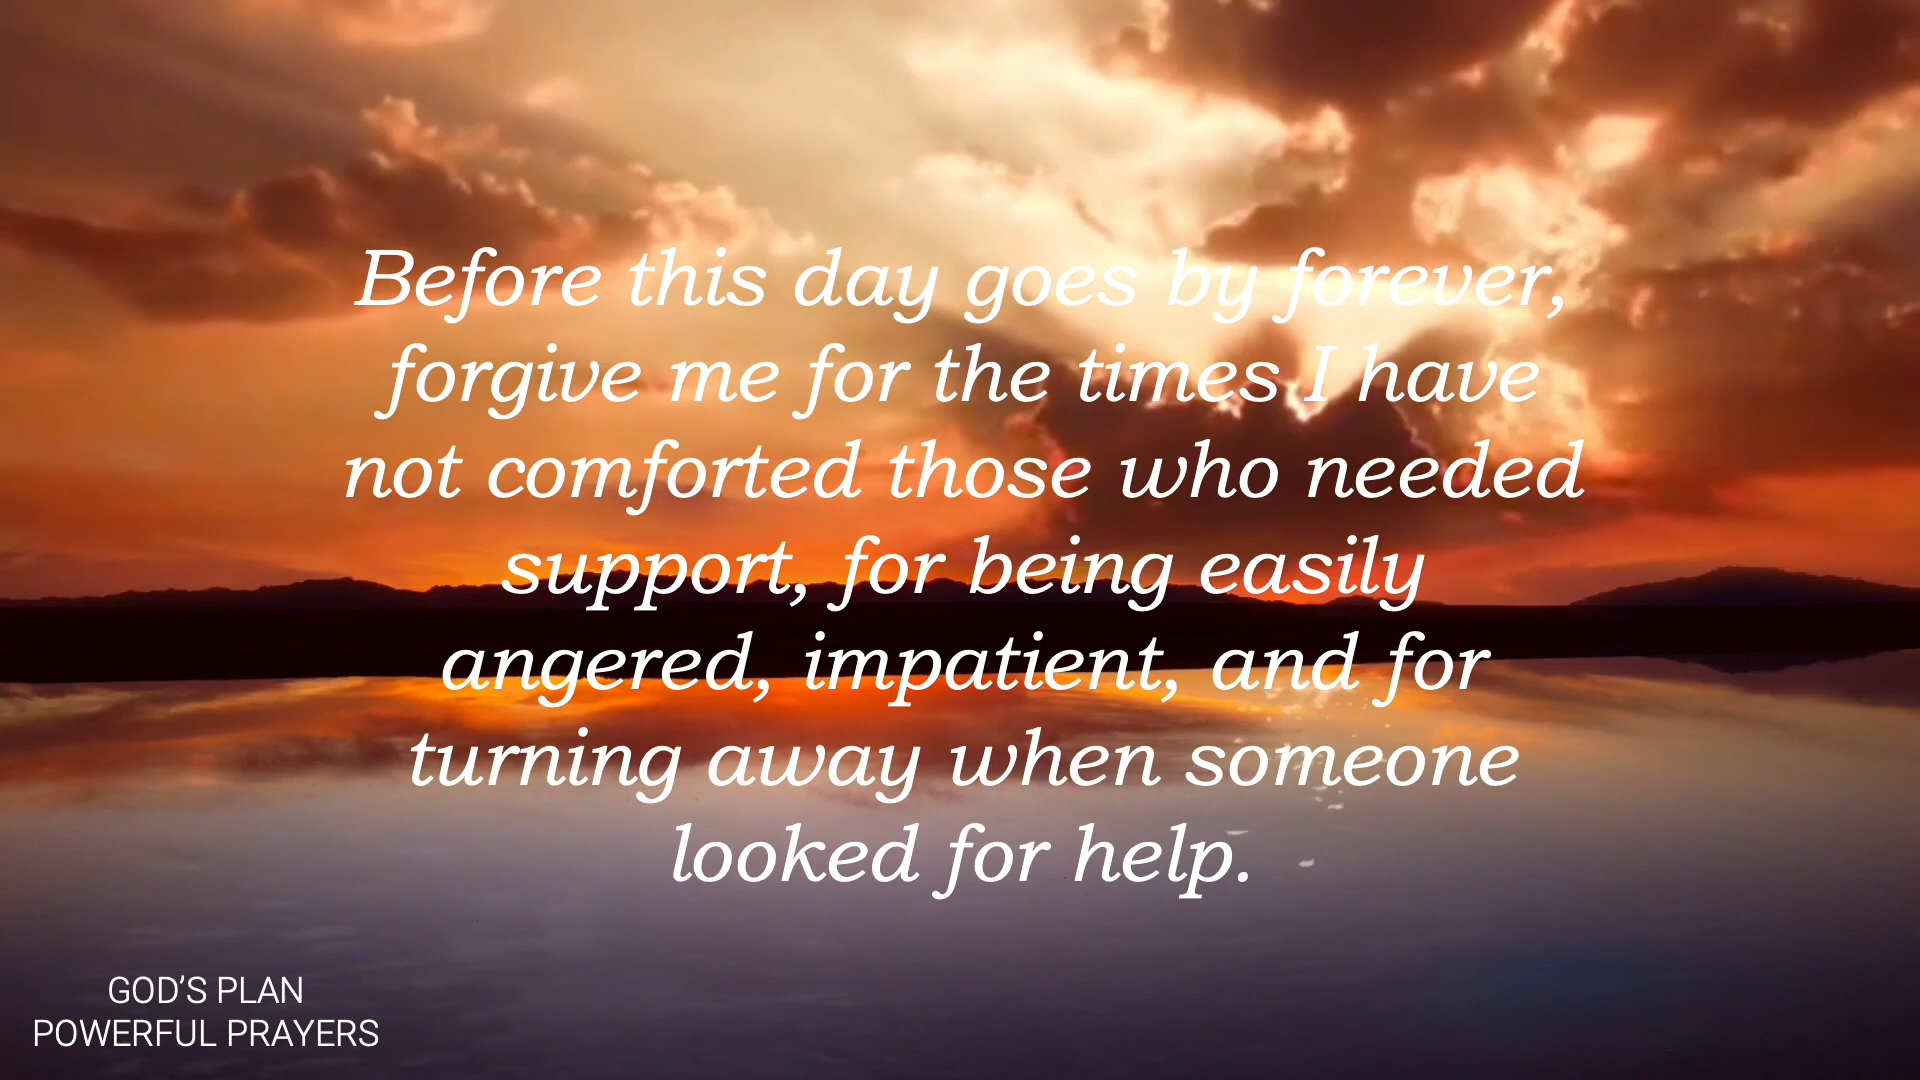 Before this day goes by forever,
forgive me for the times I have
not comforted those who needed
support, for being easily
angered, impatient, and for
turning away when someone
looked for help.
GOD’S PLAN
POWERFUL PRAYERS